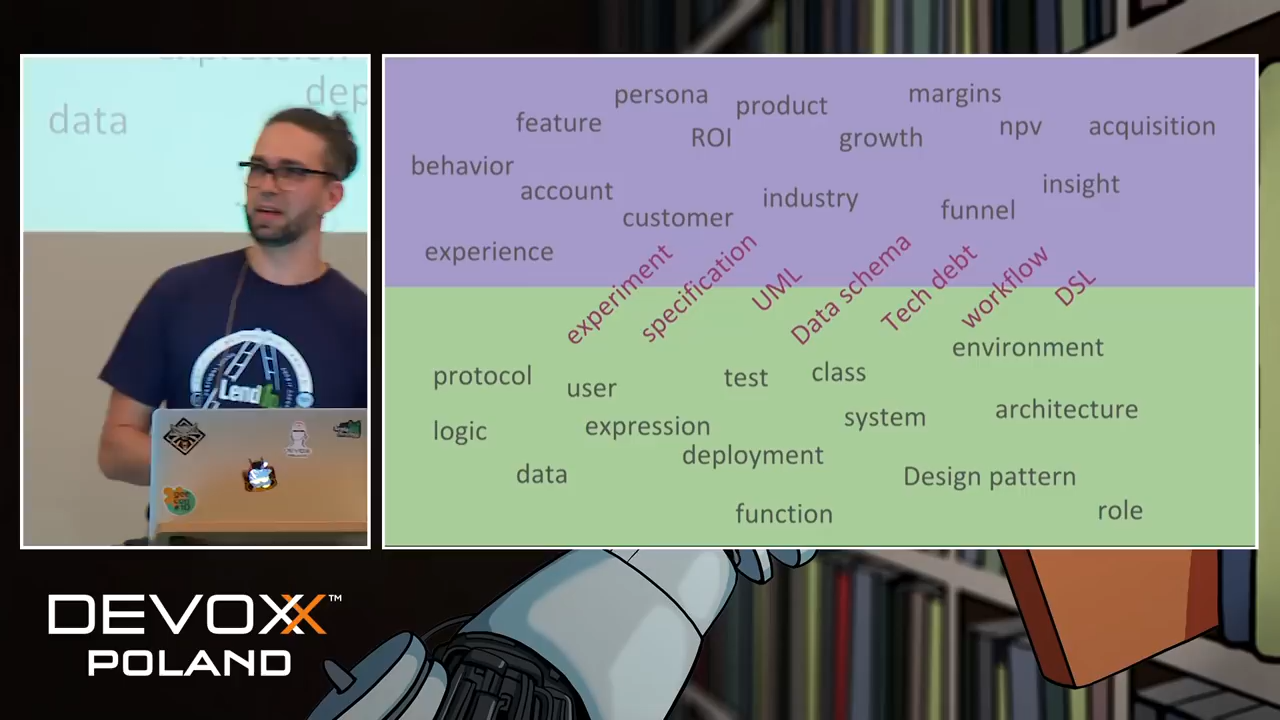 data
dep
persona
product
margins
feature
ROI
growth
npv
acquisition
behavior
account
customer
industry
insight
funnel
experience
experiment
specification
UML
Data schema
Tech debt
workflow
DSL
environment
protocol
user
test
class
system
architecture
logic
expression
deployment
data
Design pattern
function
role
DEVOXX™
POLAND